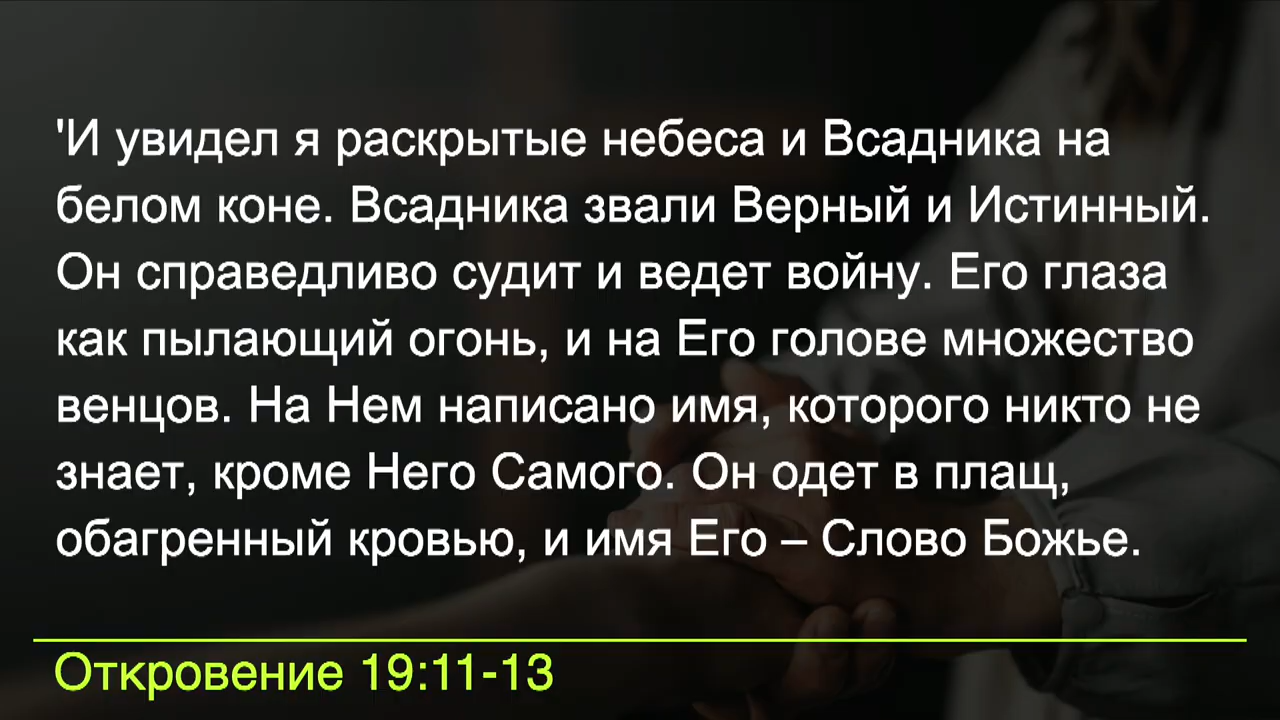 'И увидел я раскрытые небеса и Всадника на
белом коне. Всадника звали Верный и Истинный.
Он справедливо судит и ведет войну. Его глаза
как пылающий огонь, и на Его голове множество
венцов. На Нем написано имя, которого никто не
знает, кроме Него Самого. Он одет в плащ,
обагренный кровью, и имя Его – Слово Божье.
Откровение 19:11-13